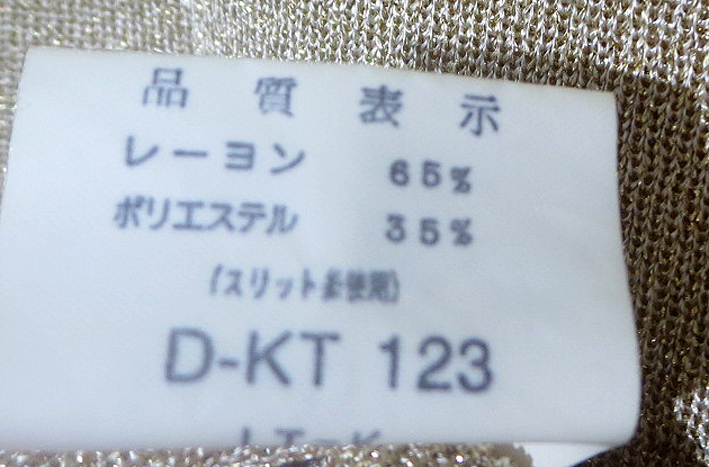 品質表示
レーヨン 65%
ポリエステル 35%
(スリット糸使用)
D-KT 123